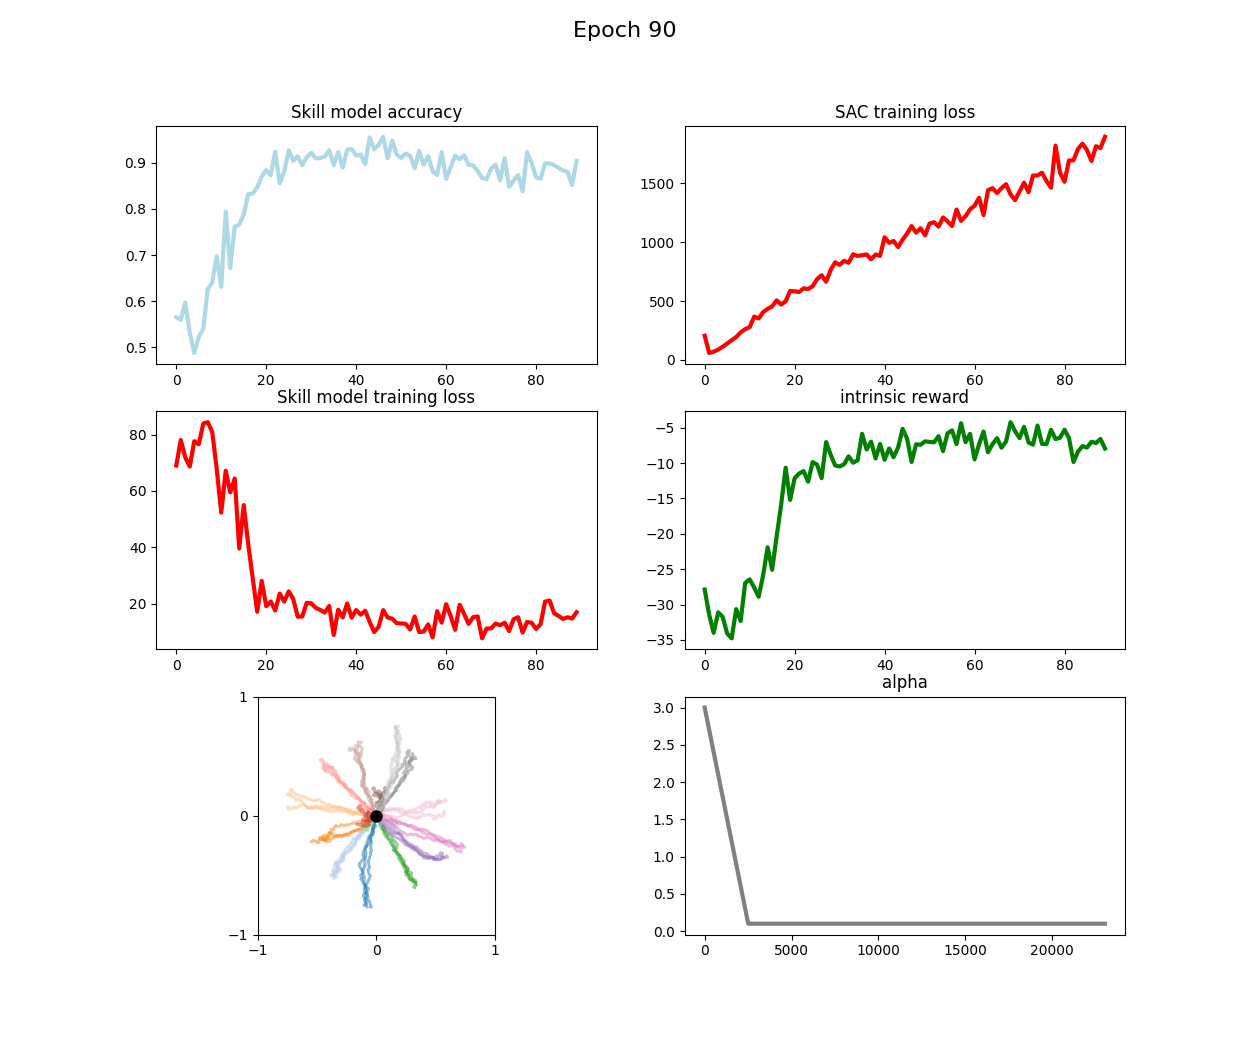 Epoch 90
Skill model accuracy
0.9
0.8
0.7
0.6
0.5
0 20 40 60 80
SAC training loss
1500
1000
500
0
0 20 40 60 80
Skill model training loss
80
60
40
20
0 20 40 60 80
intrinsic reward
−5
−10
−15
−20
−25
−30
−35
0 20 40 60 80
1
0
−1
−1 0 1
alpha
3.0
2.5
2.0
1.5
1.0
0.5
0.0
0 5000 10000 15000 20000